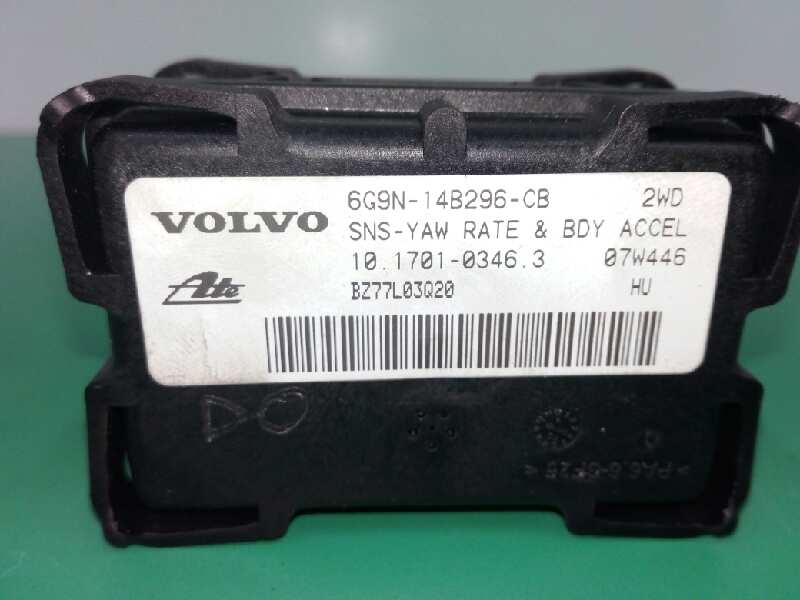 VOLVO
6G9N-14B296-CB 2WD
SNS-YAW RATE & BDY ACCEL
10.1701-0346.3 07W446
Ate
BZ77L03Q20 HU